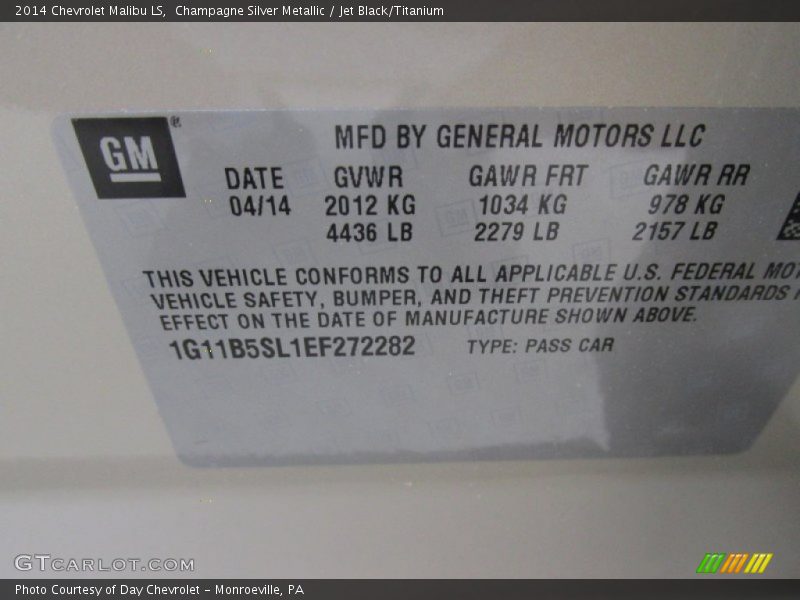 2014 Chevrolet Malibu LS, Champagne Silver Metallic / Jet Black/Titanium
GM®
MFD BY GENERAL MOTORS LLC
DATE GVWR GAWR FRT GAWR RR
04/14 2012 KG 1034 KG 978 KG
4436 LB 2279 LB 2157 LB
THIS VEHICLE CONFORMS TO ALL APPLICABLE U.S. FEDERAL MOT
VEHICLE SAFETY, BUMPER, AND THEFT PREVENTION STANDARDS
EFFECT ON THE DATE OF MANUFACTURE SHOWN ABOVE.
1G11B5SL1EF272282 TYPE: PASS CAR
GTCARLOT.COM
Photo Courtesy of Day Chevrolet - Monroeville, PA